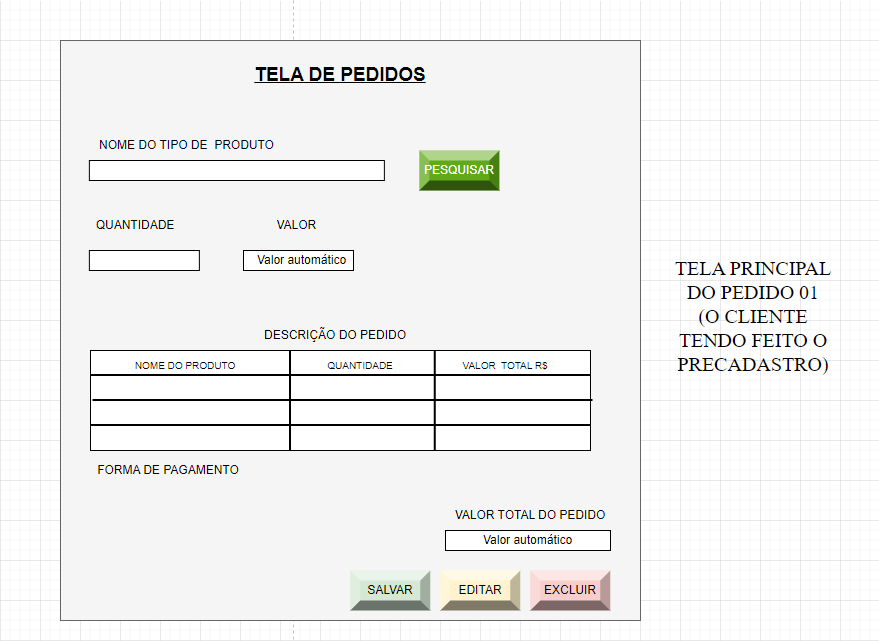 TELA DE PEDIDOS
NOME DO TIPO DE PRODUTO
PESQUISAR
QUANTIDADE
VALOR
Valor automático
DESCRIÇÃO DO PEDIDO
NOME DO PRODUTO
QUANTIDADE
VALOR TOTAL R$
FORMA DE PAGAMENTO
VALOR TOTAL DO PEDIDO
Valor automático
SALVAR
EDITAR
EXCLUIR
TELA PRINCIPAL
DO PEDIDO 01
(O CLIENTE
TENDO FEITO O
PRECADASTRO)